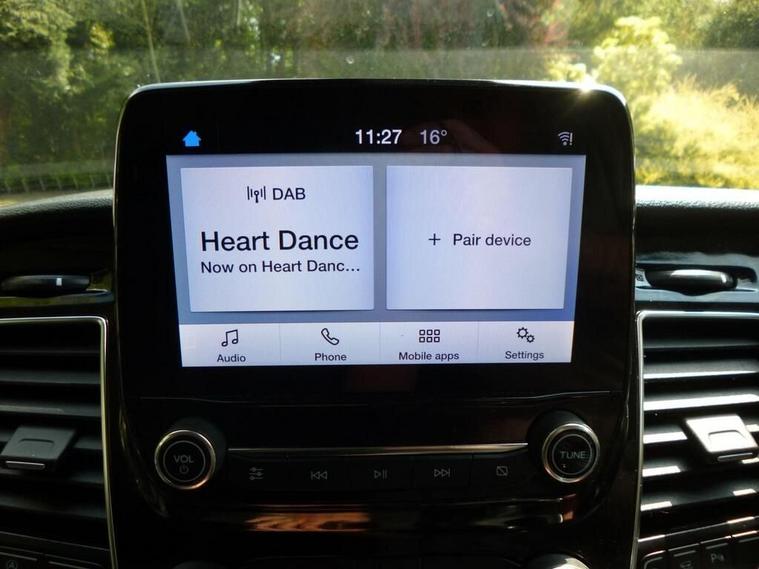 11:27 16°
DAB
Heart Dance
Now on Heart Danc...
+ Pair device
Audio
Phone
Mobile apps
Settings
VOL
TUNE